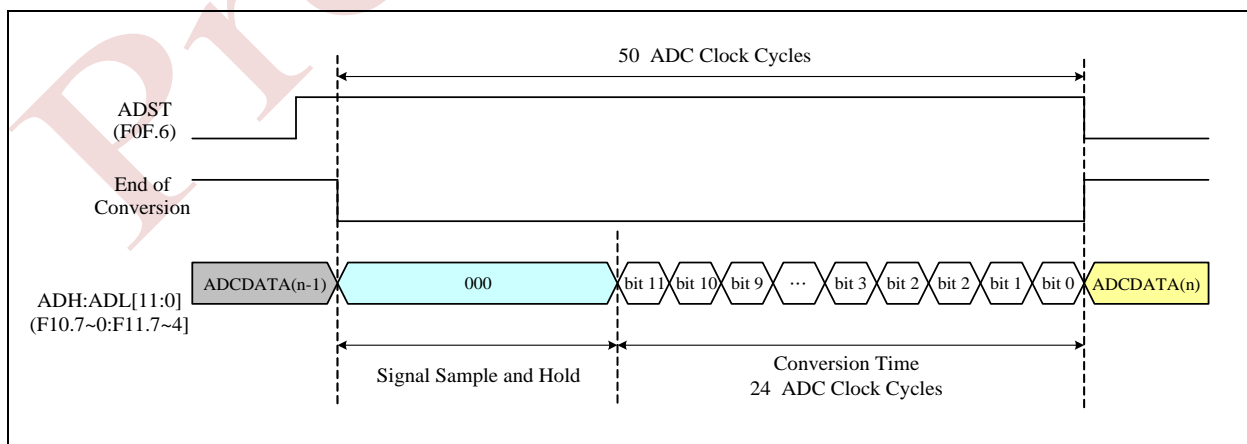 50 ADC Clock Cycles
ADST
(F0F.6)
End of
Conversion
ADCDATA(n-1) 000 bit 11 bit 10 bit 9 ... bit 3 bit 2 bit 2 bit 1 bit 0 ADCDATA(n)
ADH:ADL[11:0]
(F10.7~0:F11.7~4]
Signal Sample and Hold
Conversion Time
24 ADC Clock Cycles